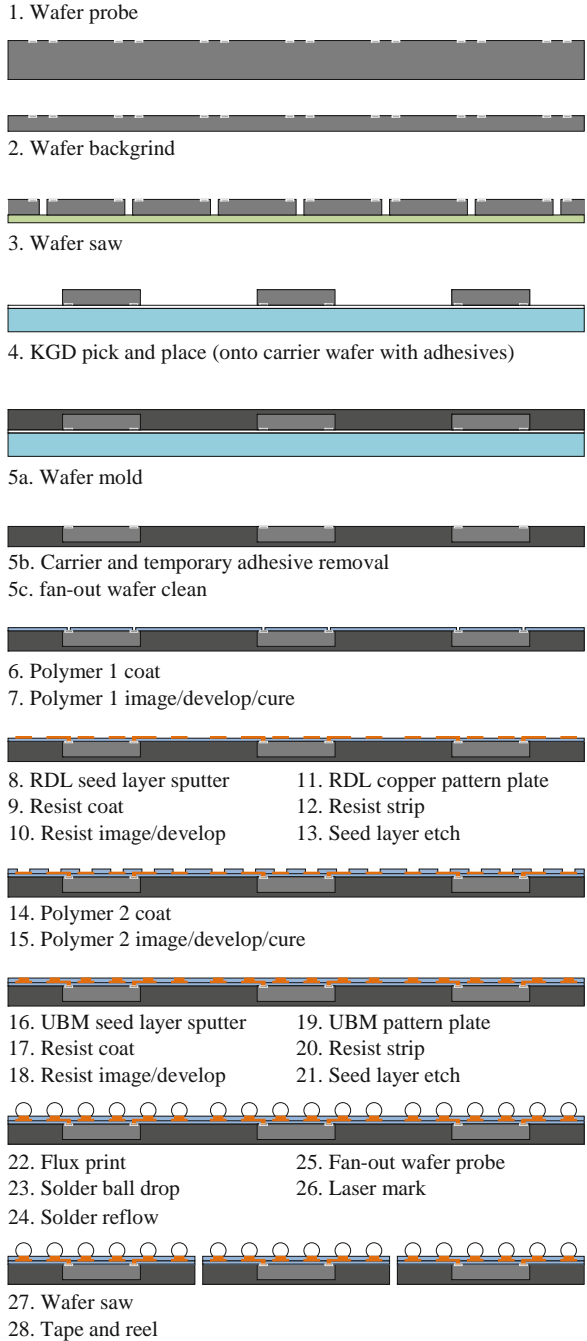 1. Wafer probe
2. Wafer backgrind
3. Wafer saw
4. KGD pick and place (onto carrier wafer with adhesives)
5a. Wafer mold
5b. Carrier and temporary adhesive removal
5c. fan-out wafer clean
6. Polymer 1 coat
7. Polymer 1 image/develop/cure
8. RDL seed layer sputter
9. Resist coat
10. Resist image/develop
11. RDL copper pattern plate
12. Resist strip
13. Seed layer etch
14. Polymer 2 coat
15. Polymer 2 image/develop/cure
16. UBM seed layer sputter
17. Resist coat
18. Resist image/develop
19. UBM pattern plate
20. Resist strip
21. Seed layer etch
22. Flux print
23. Solder ball drop
24. Solder reflow
25. Fan-out wafer probe
26. Laser mark
27. Wafer saw
28. Tape and reel